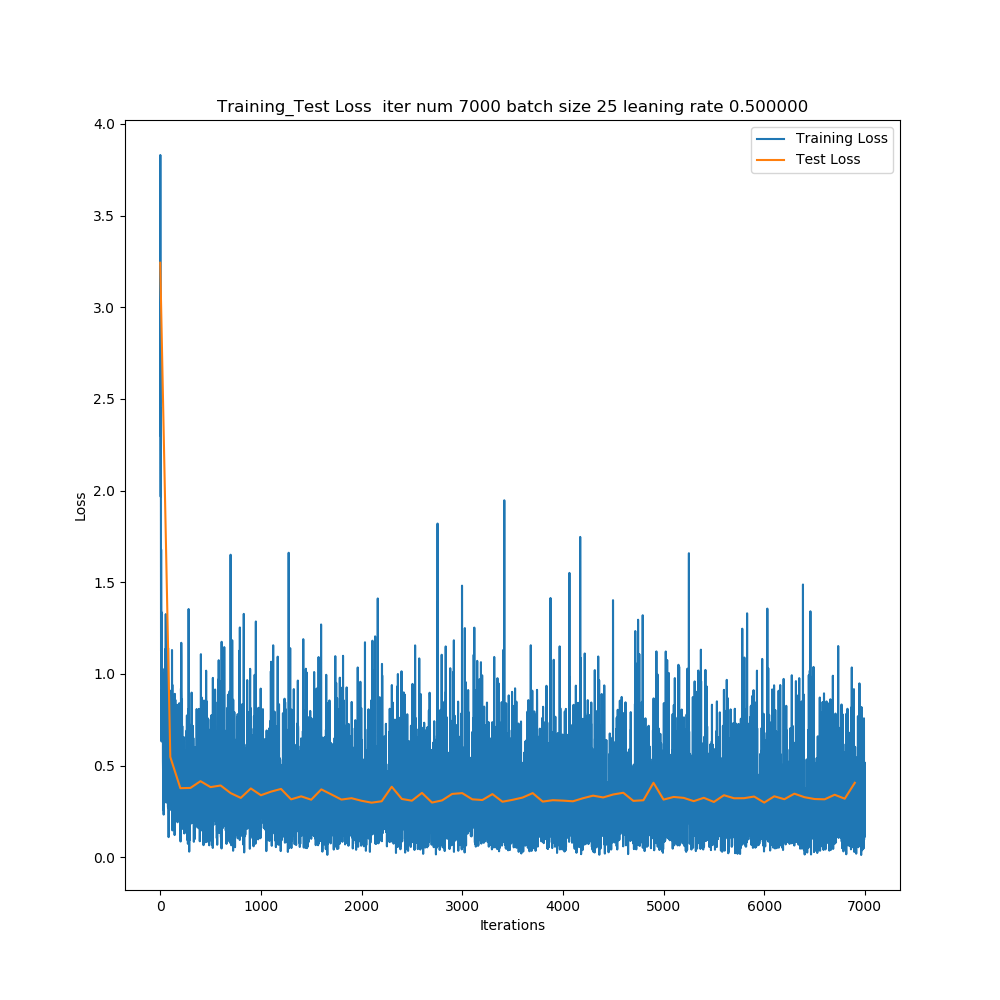 Training_Test Loss  iter num 7000 batch size 25 leaning rate 0.500000
Training Loss
Test Loss
4.0
3.5
3.0
2.5
2.0
1.5
1.0
0.5
0.0
Loss
0 1000 2000 3000 4000 5000 6000 7000
Iterations